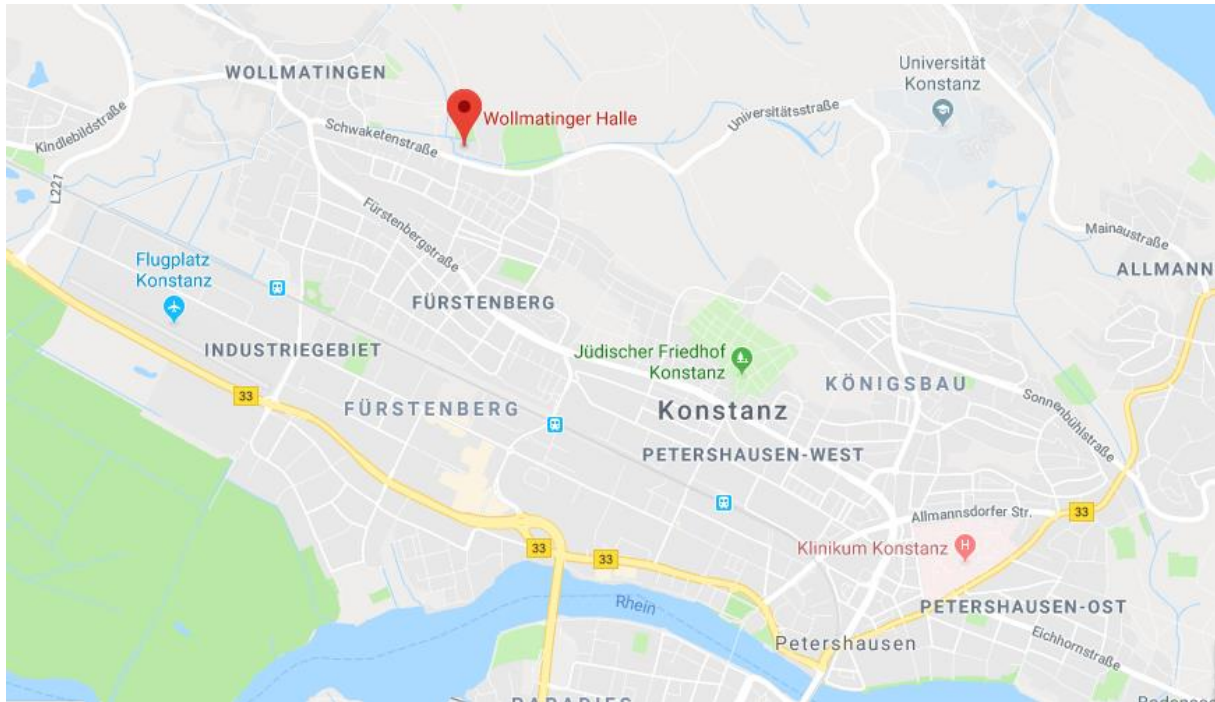 WOLLMATINGEN
Universität
Konstanz
Wollmatinger Halle
Universitätsstraße
Kindlebildstraße
Schwaketenstraße
L221
Fürstenbergstraße
Mainaustraße
Flugplatz
Konstanz
ALLMANN
FÜRSTENBERG
INDUSTRIEGEBIET
Jüdischer Friedhof
Konstanz
KÖNIGSBAU
33
FÜRSTENBERG
Konstanz
Sonnenbühlstraße
PETERSHAUSEN-WEST
Allmannsdorfer Str.
33
33
33
Klinikum Konstanz
H
Rhein
PETERSHAUSEN-OST
Petershausen
Eichhornstraße
PARADIES